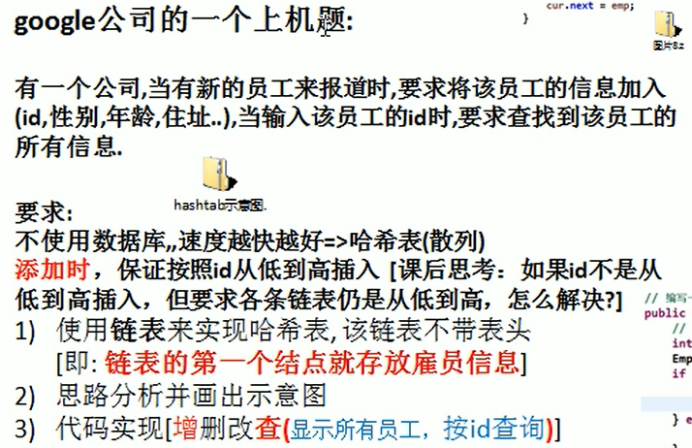 google公司的一个上机题:
cur.next = emp;
}
图片8.z
有一个公司,当有新的员工来报道时,要求将该员工的信息加入
(id,性别,年龄,住址..),当输入该员工的id时,要求查找到该员工的
所有信息.
hashtab示意图.
要求:
不使用数据库,,速度越快越好=>哈希表(散列)
添加时，保证按照id从低到高插入 [课后思考：如果id不是从
低到高插入，但要求各条链表仍是从低到高，怎么解决?]
// 编写一
public
//
int
Emp
if
} e
1) 使用链表来实现哈希表, 该链表不带表头
[即: 链表的第一个结点就存放雇员信息]
2) 思路分析并画出示意图
3) 代码实现[增删改查(显示所有员工，按id查询)]